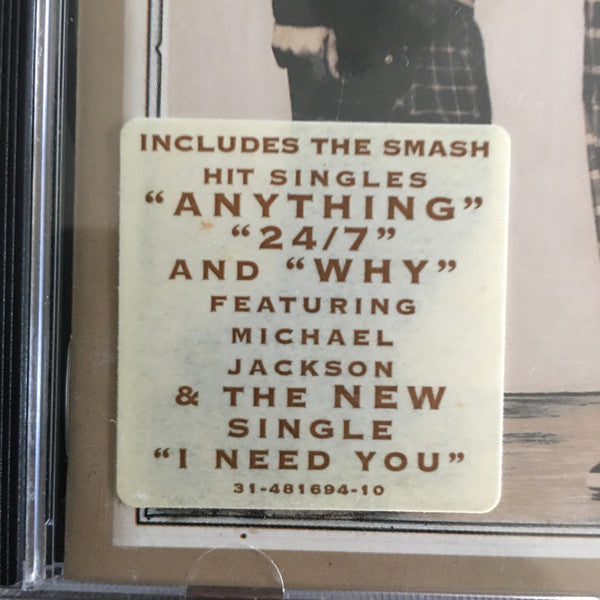 INCLUDES THE SMASH
HIT SINGLES
“ANYTHING”
“24/7”
AND “WHY”
FEATURING
MICHAEL
JACKSON
& THE NEW
SINGLE
“I NEED YOU”
31-481694-10